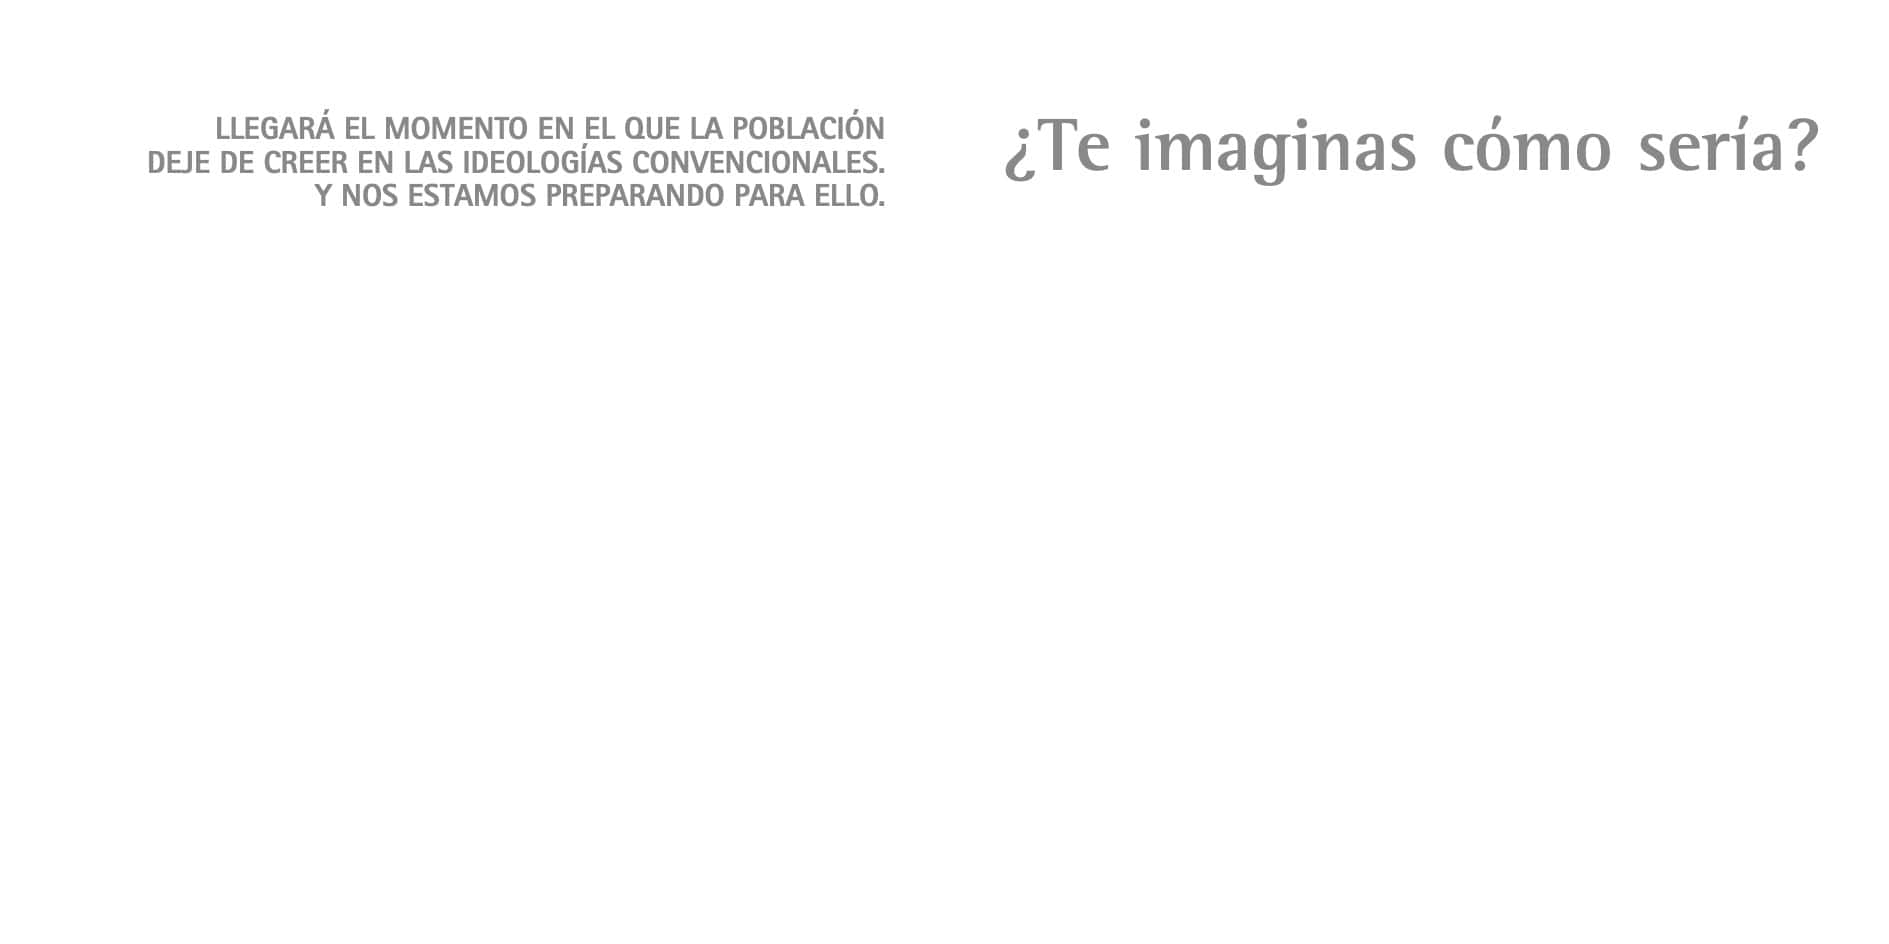 LLEGARÁ EL MOMENTO EN EL QUE LA POBLACIÓN
DEJE DE CREER EN LAS IDEOLOGÍAS CONVENCIONALES.
Y NOS ESTAMOS PREPARANDO PARA ELLO.
¿Te imaginas cómo sería?